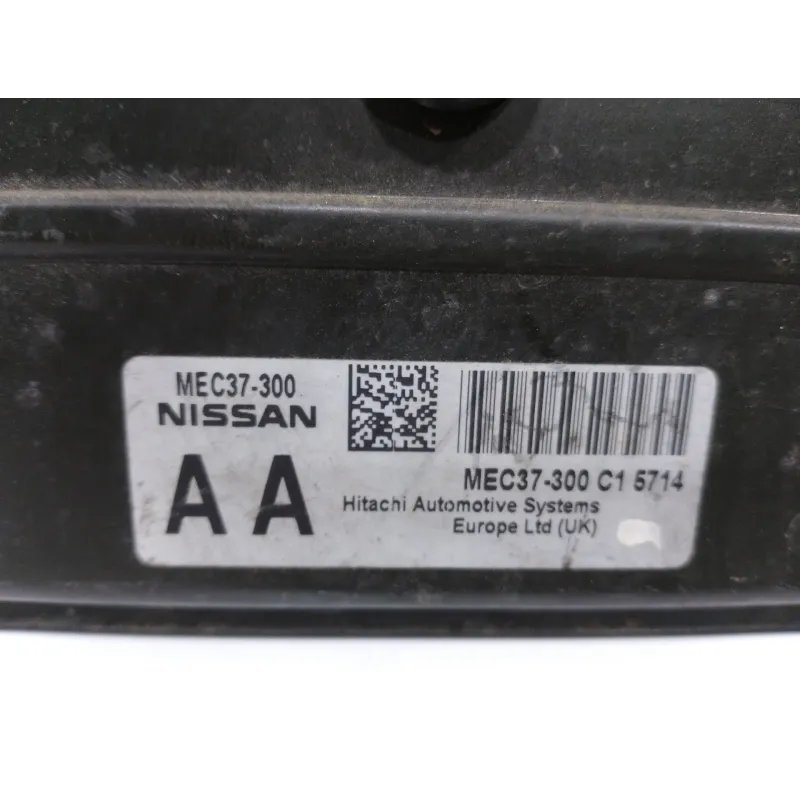 MEC37-300
NISSAN
AA
MEC37-300 C1 5714
Hitachi Automotive Systems
Europe Ltd (UK)